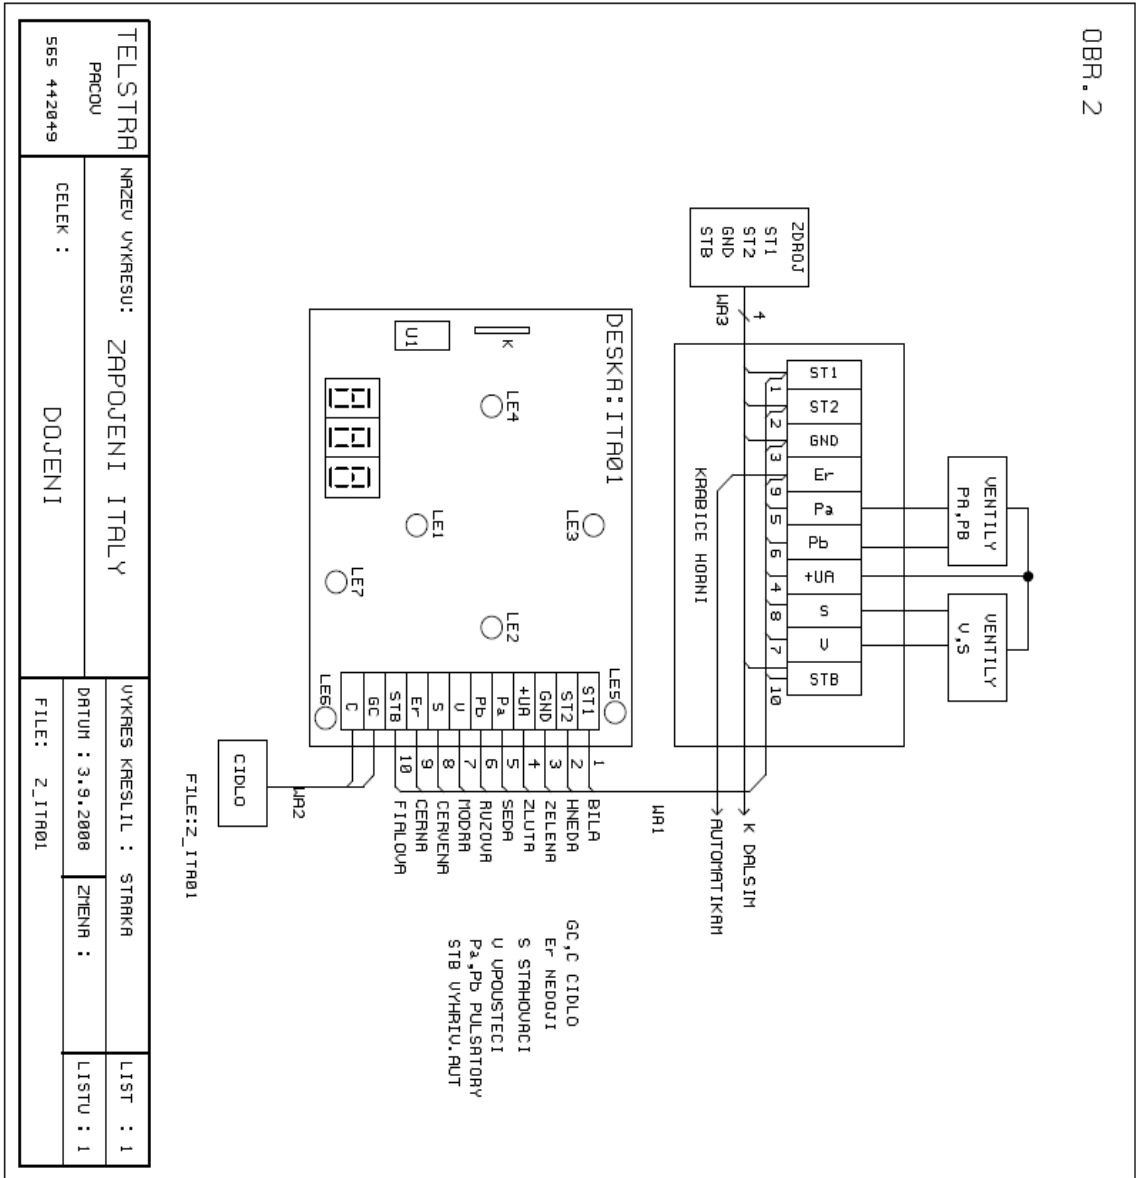 OBR.2
ZDROJ
ST1
ST2
GND
STB
WA3
4
KRABICE HORNI
ST1
ST2
GND
Er
Pa
Pb
+UA
S
V
STB
1
2
3
9
5
6
4
8
7
10
VENTILY
PA,PB
VENTILY
V,S
K DALSIM
AUTOMATIKAM
WA1
DESKA:ITA01
U1
K
LE4
LE3
LE1
LE7
LE2
LE5
LE6
ST1
ST2
GND
+UA
Pa
Pb
V
S
Er
STB
GC
C
1 BILA
2 HNEDA
3 ZELENA
4 ZLUTA
5 SEDA
6 RUZOVA
7 MODRA
8 CERVENA
9 CERNA
10 FIALOVA
WA2
CIDLO
GC,C CIDLO
Er NEDOJI
S STAHOVACI
V VPOUSTECI
Pa,Pb PULSATORY
STB VYHRIV.AUT
FILE:2_ITA01
TELSTRA
PACOV
565 442049
NAZEV VYKRESU: ZAPOJENI ITALY
CELEK :
DOJENI
VYKRES KRESLIL : STRAKA
DATUM : 3.9.2008
ZMENA :
FILE: 2_ITA01
LIST : 1
LISTU : 1